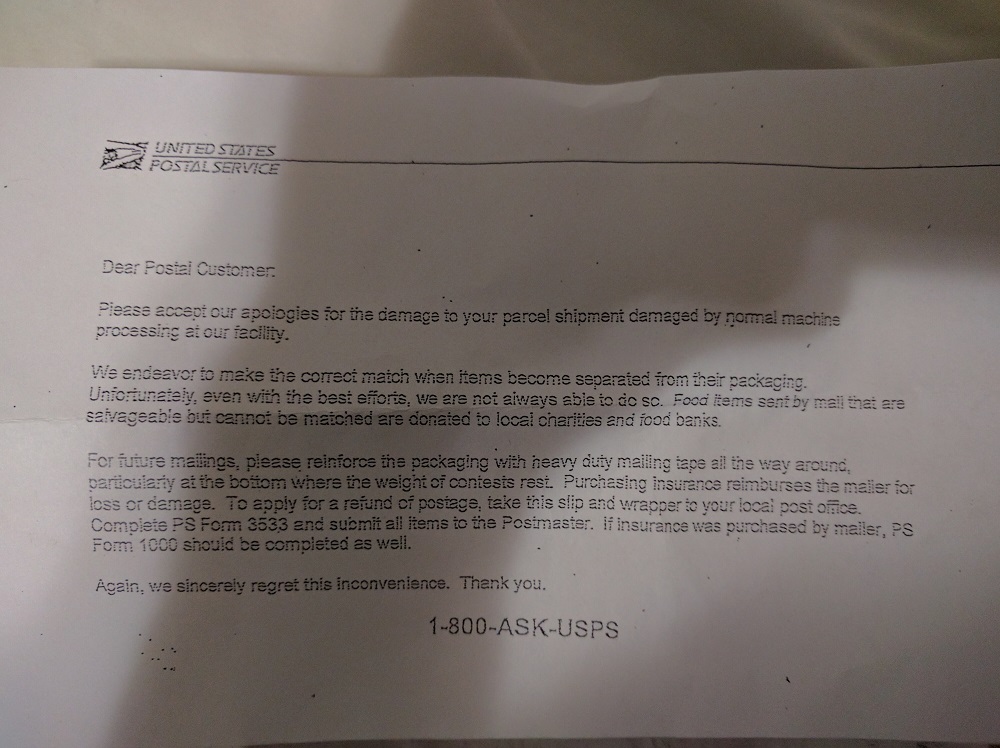 UNITED STATES
POSTAL SERVICE
Dear Postal Customer:
Please accept our apologies for the damage to your parcel shipment damaged by normal machine
processing at our facility.
We endeavor to make the correct match when items become separated from their packaging.
Unfortunately, even with the best efforts, we are not always able to do so. Food items sent by mail that are
salvageable but cannot be matched are donated to local charities and food banks.
For future mailings, please reinforce the packaging with heavy duty mailing tape all the way around,
particularly at the bottom where the weight of contests rest. Purchasing insurance reimburses the mailer for
loss or damage. To apply for a refund of postage, take this slip and wrapper to your local post office.
Complete PS Form 3533 and submit all items to the Postmaster. If insurance was purchased by mailer, PS
Form 1000 should be completed as well.
Again, we sincerely regret this inconvenience. Thank you.
1-800-ASK-USPS